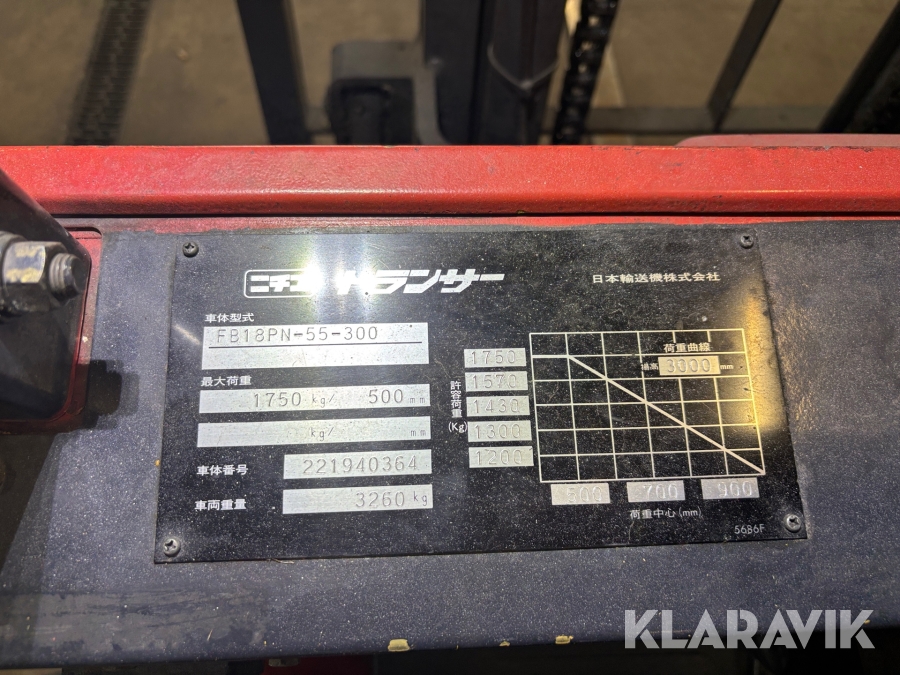 ニチユ トランサー
日本輸送機株式会社
車体型式
FB18PN-55-300
最大荷重
1750 kg/ 500 mm
kg/ mm
車体番号
221940364
車両重量
3260 kg
許容荷重(Kg)
1750
1570
1430
1300
1200
荷重曲線
最高 3000 mm
500 700 900
荷重中心(mm)
5686F
KLARAVIK